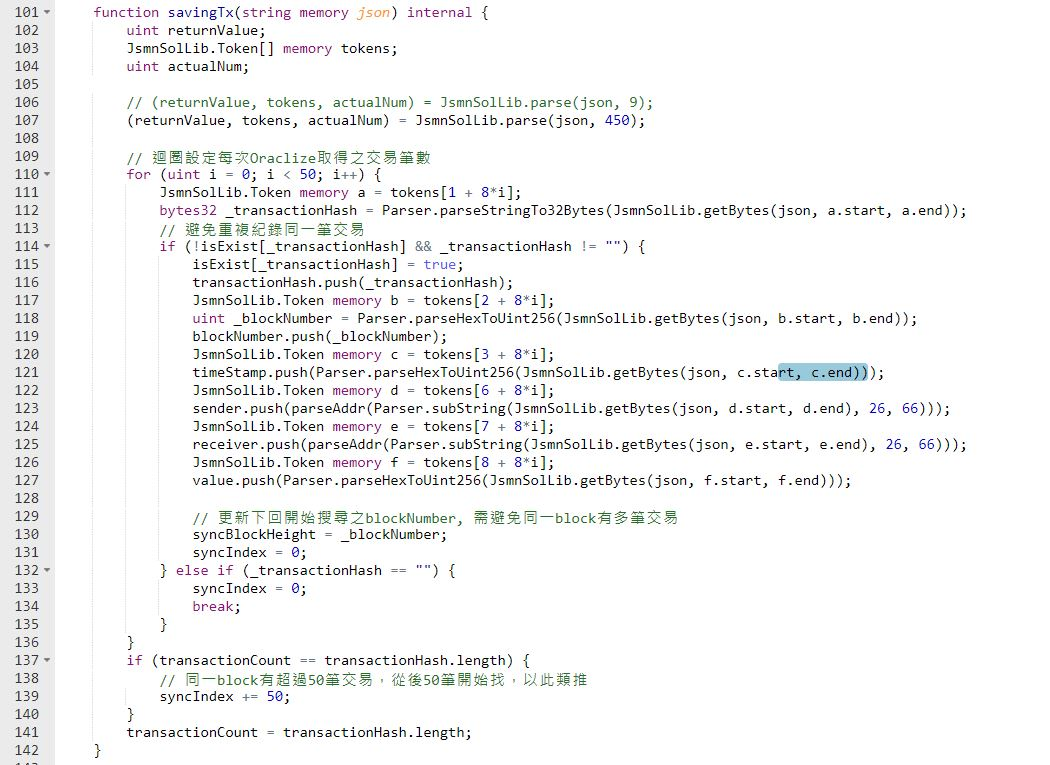 101 function savingTx(string memory json) internal {
102 uint returnValue;
103 JsmnSolLib.Token[] memory tokens;
104 uint actualNum;
105
106 // (returnValue, tokens, actualNum) = JsmnSolLib.parse(json, 9);
107 (returnValue, tokens, actualNum) = JsmnSolLib.parse(json, 450);
108
109 // 迴圈設定每次Oraclize取得之交易筆數
110 for (uint i = 0; i < 50; i++) {
111 JsmnSolLib.Token memory a = tokens[1 + 8*i];
112 bytes32 _transactionHash = Parser.parseStringTo32Bytes(JsmnSolLib.getBytes(json, a.start, a.end));
113 // 避免重複紀錄同一筆交易
114 if (!isExist[_transactionHash] && _transactionHash != "") {
115 isExist[_transactionHash] = true;
116 transactionHash.push(_transactionHash);
117 JsmnSolLib.Token memory b = tokens[2 + 8*i];
118 uint _blockNumber = Parser.parseHexToUint256(JsmnSolLib.getBytes(json, b.start, b.end));
119 blockNumber.push(_blockNumber);
120 JsmnSolLib.Token memory c = tokens[3 + 8*i];
121 timeStamp.push(Parser.parseHexToUint256(JsmnSolLib.getBytes(json, c.start, c.end)));
122 JsmnSolLib.Token memory d = tokens[6 + 8*i];
123 sender.push(parseAddr(Parser.subString(JsmnSolLib.getBytes(json, d.start, d.end), 26, 66)));
124 JsmnSolLib.Token memory e = tokens[7 + 8*i];
125 receiver.push(parseAddr(Parser.subString(JsmnSolLib.getBytes(json, e.start, e.end), 26, 66)));
126 JsmnSolLib.Token memory f = tokens[8 + 8*i];
127 value.push(Parser.parseHexToUint256(JsmnSolLib.getBytes(json, f.start, f.end)));
128
129 // 更新下回開始搜尋之blockNumber, 需避免同一block有多筆交易
130 syncBlockHeight = _blockNumber;
131 syncIndex = 0;
132 } else if (_transactionHash == "") {
133 syncIndex = 0;
134 break;
135 }
136 }
137 if (transactionCount == transactionHash.length) {
138 // 同一block有超過50筆交易，從後50筆開始找，以此類推
139 syncIndex += 50;
140 }
141 transactionCount = transactionHash.length;
142 }